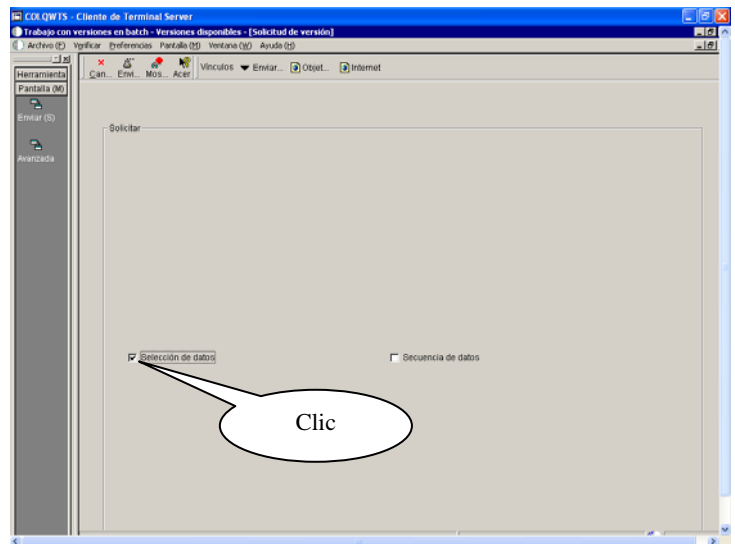 COLQWTS - Cliente de Terminal Server
Trabajo con versiones en batch - Versiones disponibles - [Solicitud de versión]
Archivo (F) Verificar Preferencias Pantalla (M) Ventana (W) Ayuda (H)
Herramienta
Pantalla (M)
Enviar (S)
Avanzada
Can... Envi... Mos... Acer
Vínculos Enviar... Objet... Internet
Solicitar
Selección de datos Secuencia de datos
Clic